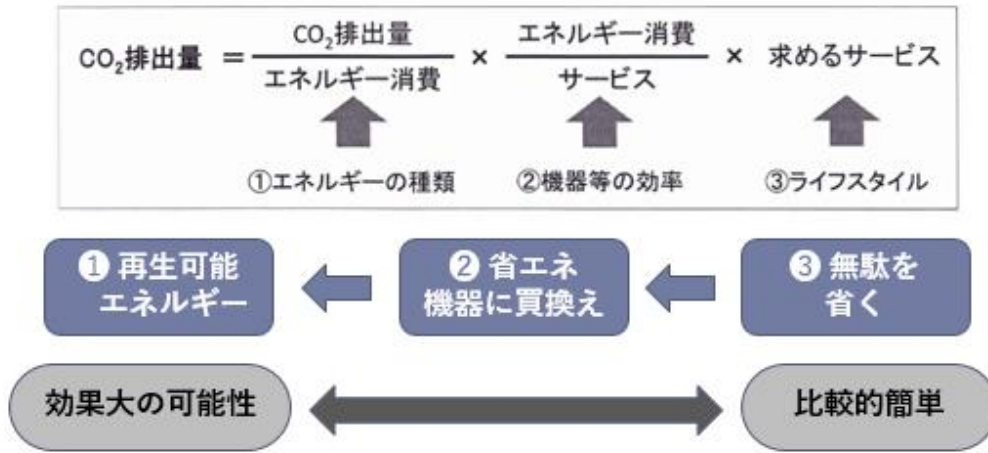 CO₂排出量 = CO₂排出量 / エネルギー消費 × エネルギー消費 / サービス × 求めるサービス
①エネルギーの種類 ②機器等の効率 ③ライフスタイル
❶ 再生可能
エネルギー
❷ 省エネ
機器に買換え
❸ 無駄を
省く
効果大の可能性
比較的簡単